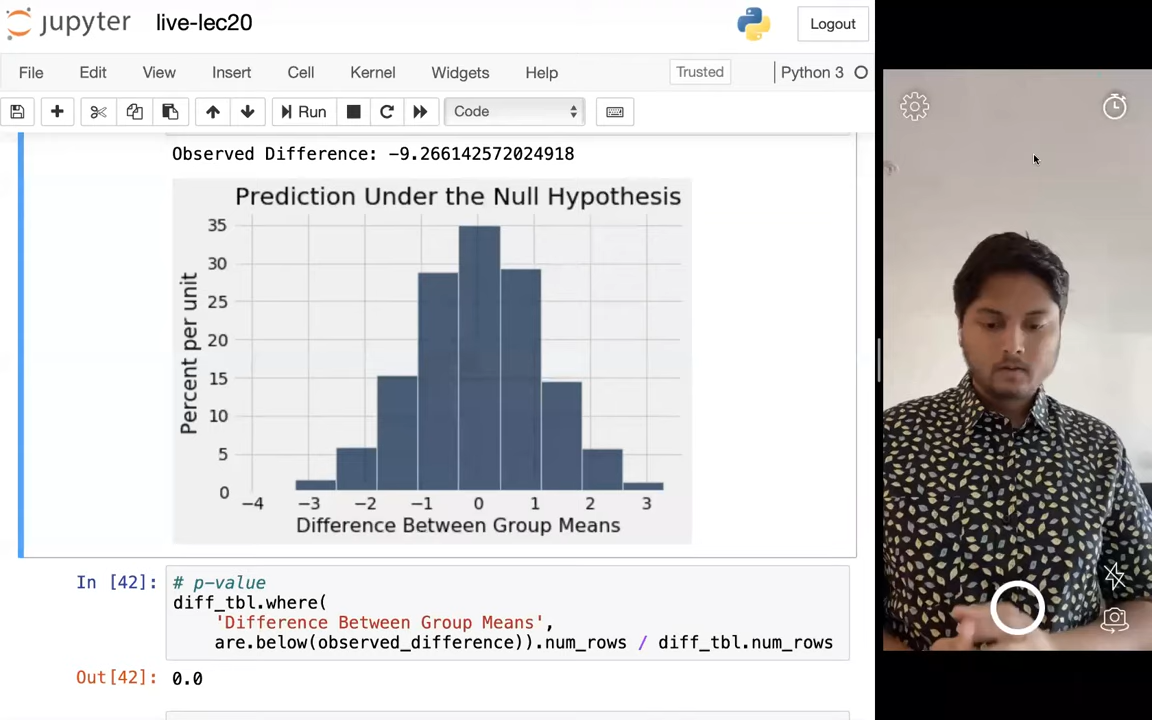 jupyter live-lec20
Logout
File Edit View Insert Cell Kernel Widgets Help
Trusted Python 3
Run Code
Observed Difference: -9.266142572024918
Prediction Under the Null Hypothesis
Percent per unit
35
30
25
20
15
10
5
0
−4 −3 −2 −1 0 1 2 3
Difference Between Group Means
In [42]: # p-value
diff_tbl.where(
'Difference Between Group Means',
are.below(observed_difference)).num_rows / diff_tbl.num_rows
Out[42]: 0.0